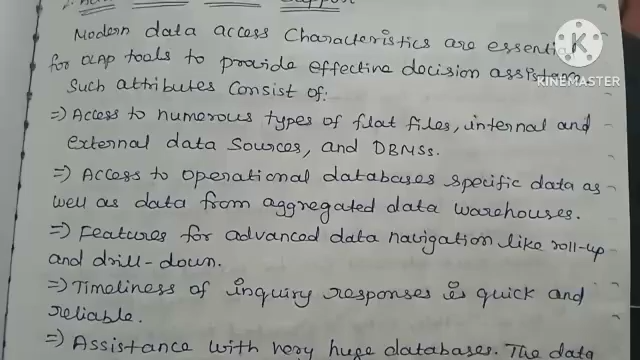 Support
Modern data access Characteristics are essential
for OLAP tools to provide effective decision assistance
Such attributes Consist of:
=> Access to numerous types of flat files, internal and
external data Sources, and DBMSs.
=> Access to operational databases specific data as
well as data from aggregated data warehouses.
=> Features for advanced data navigation like roll-up
and drill-down.
=> Timeliness of inquiry responses is quick and
reliable.
=> Assistance with very huge databases. The data
K
KINEMASTER